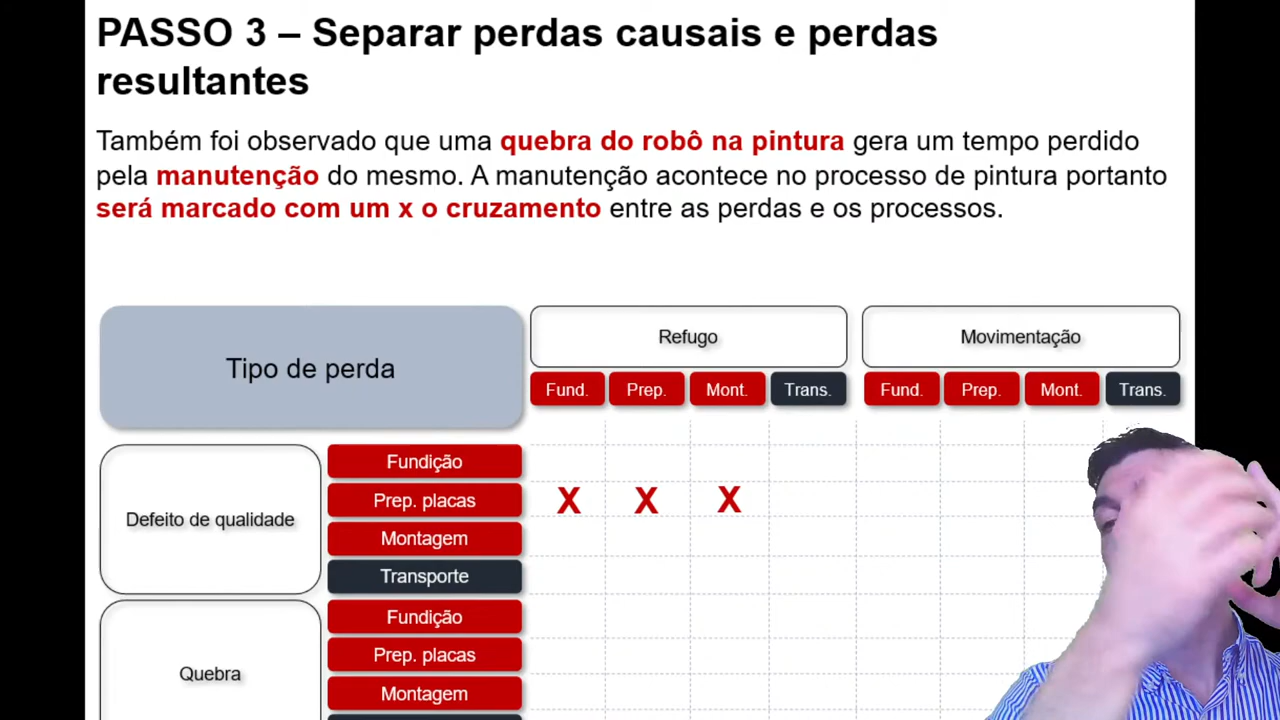 PASSO 3 – Separar perdas causais e perdas
resultantes
Também foi observado que uma quebra do robô na pintura gera um tempo perdido
pela manutenção do mesmo. A manutenção acontece no processo de pintura portanto
será marcado com um x o cruzamento entre as perdas e os processos.
Tipo de perda
Refugo
Movimentação
Fund. Prep. Mont. Trans. Fund. Prep. Mont. Trans.
Defeito de qualidade
Fundição
Prep. placas X X X
Montagem
Transporte
Quebra
Fundição
Prep. placas
Montagem